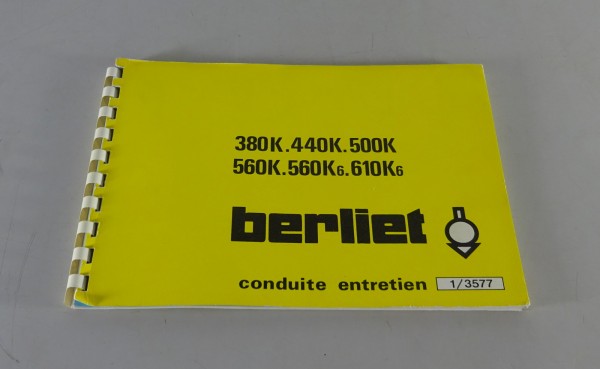 380K.440K.500K
560K.560K6.610K6
berliet
conduite entretien 1/3577